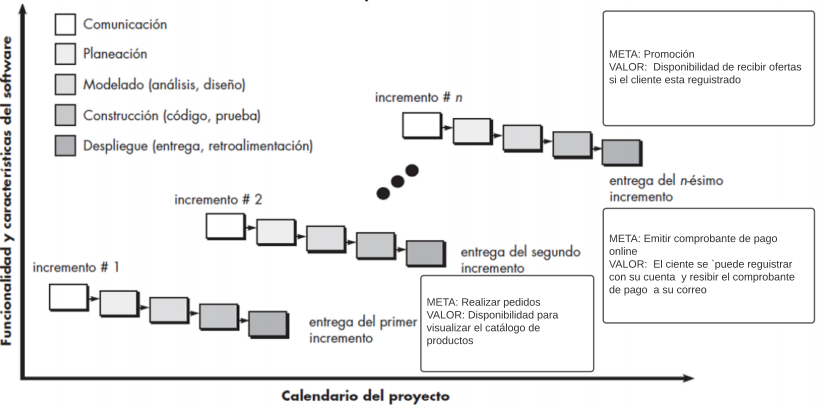 Funcionalidad y características del software
Comunicación
Planeación
Modelado (análisis, diseño)
Construcción (código, prueba)
Despliegue (entrega, retroalimentación)
META: Promoción
VALOR: Disponibilidad de recibir ofertas
si el cliente esta reguistrado
incremento # n
entrega del n-ésimo
incremento
incremento # 2
entrega del segundo
incremento
META: Emitir comprobante de pago
online
VALOR: El ciente se `puede reguistrar
con su cuenta y resibir el comprobante
de pago a su correo
incremento # 1
entrega del primer
incremento
META: Realizar pedidos
VALOR: Disponibilidad para
visualizar el catálogo de
productos
Calendario del proyecto